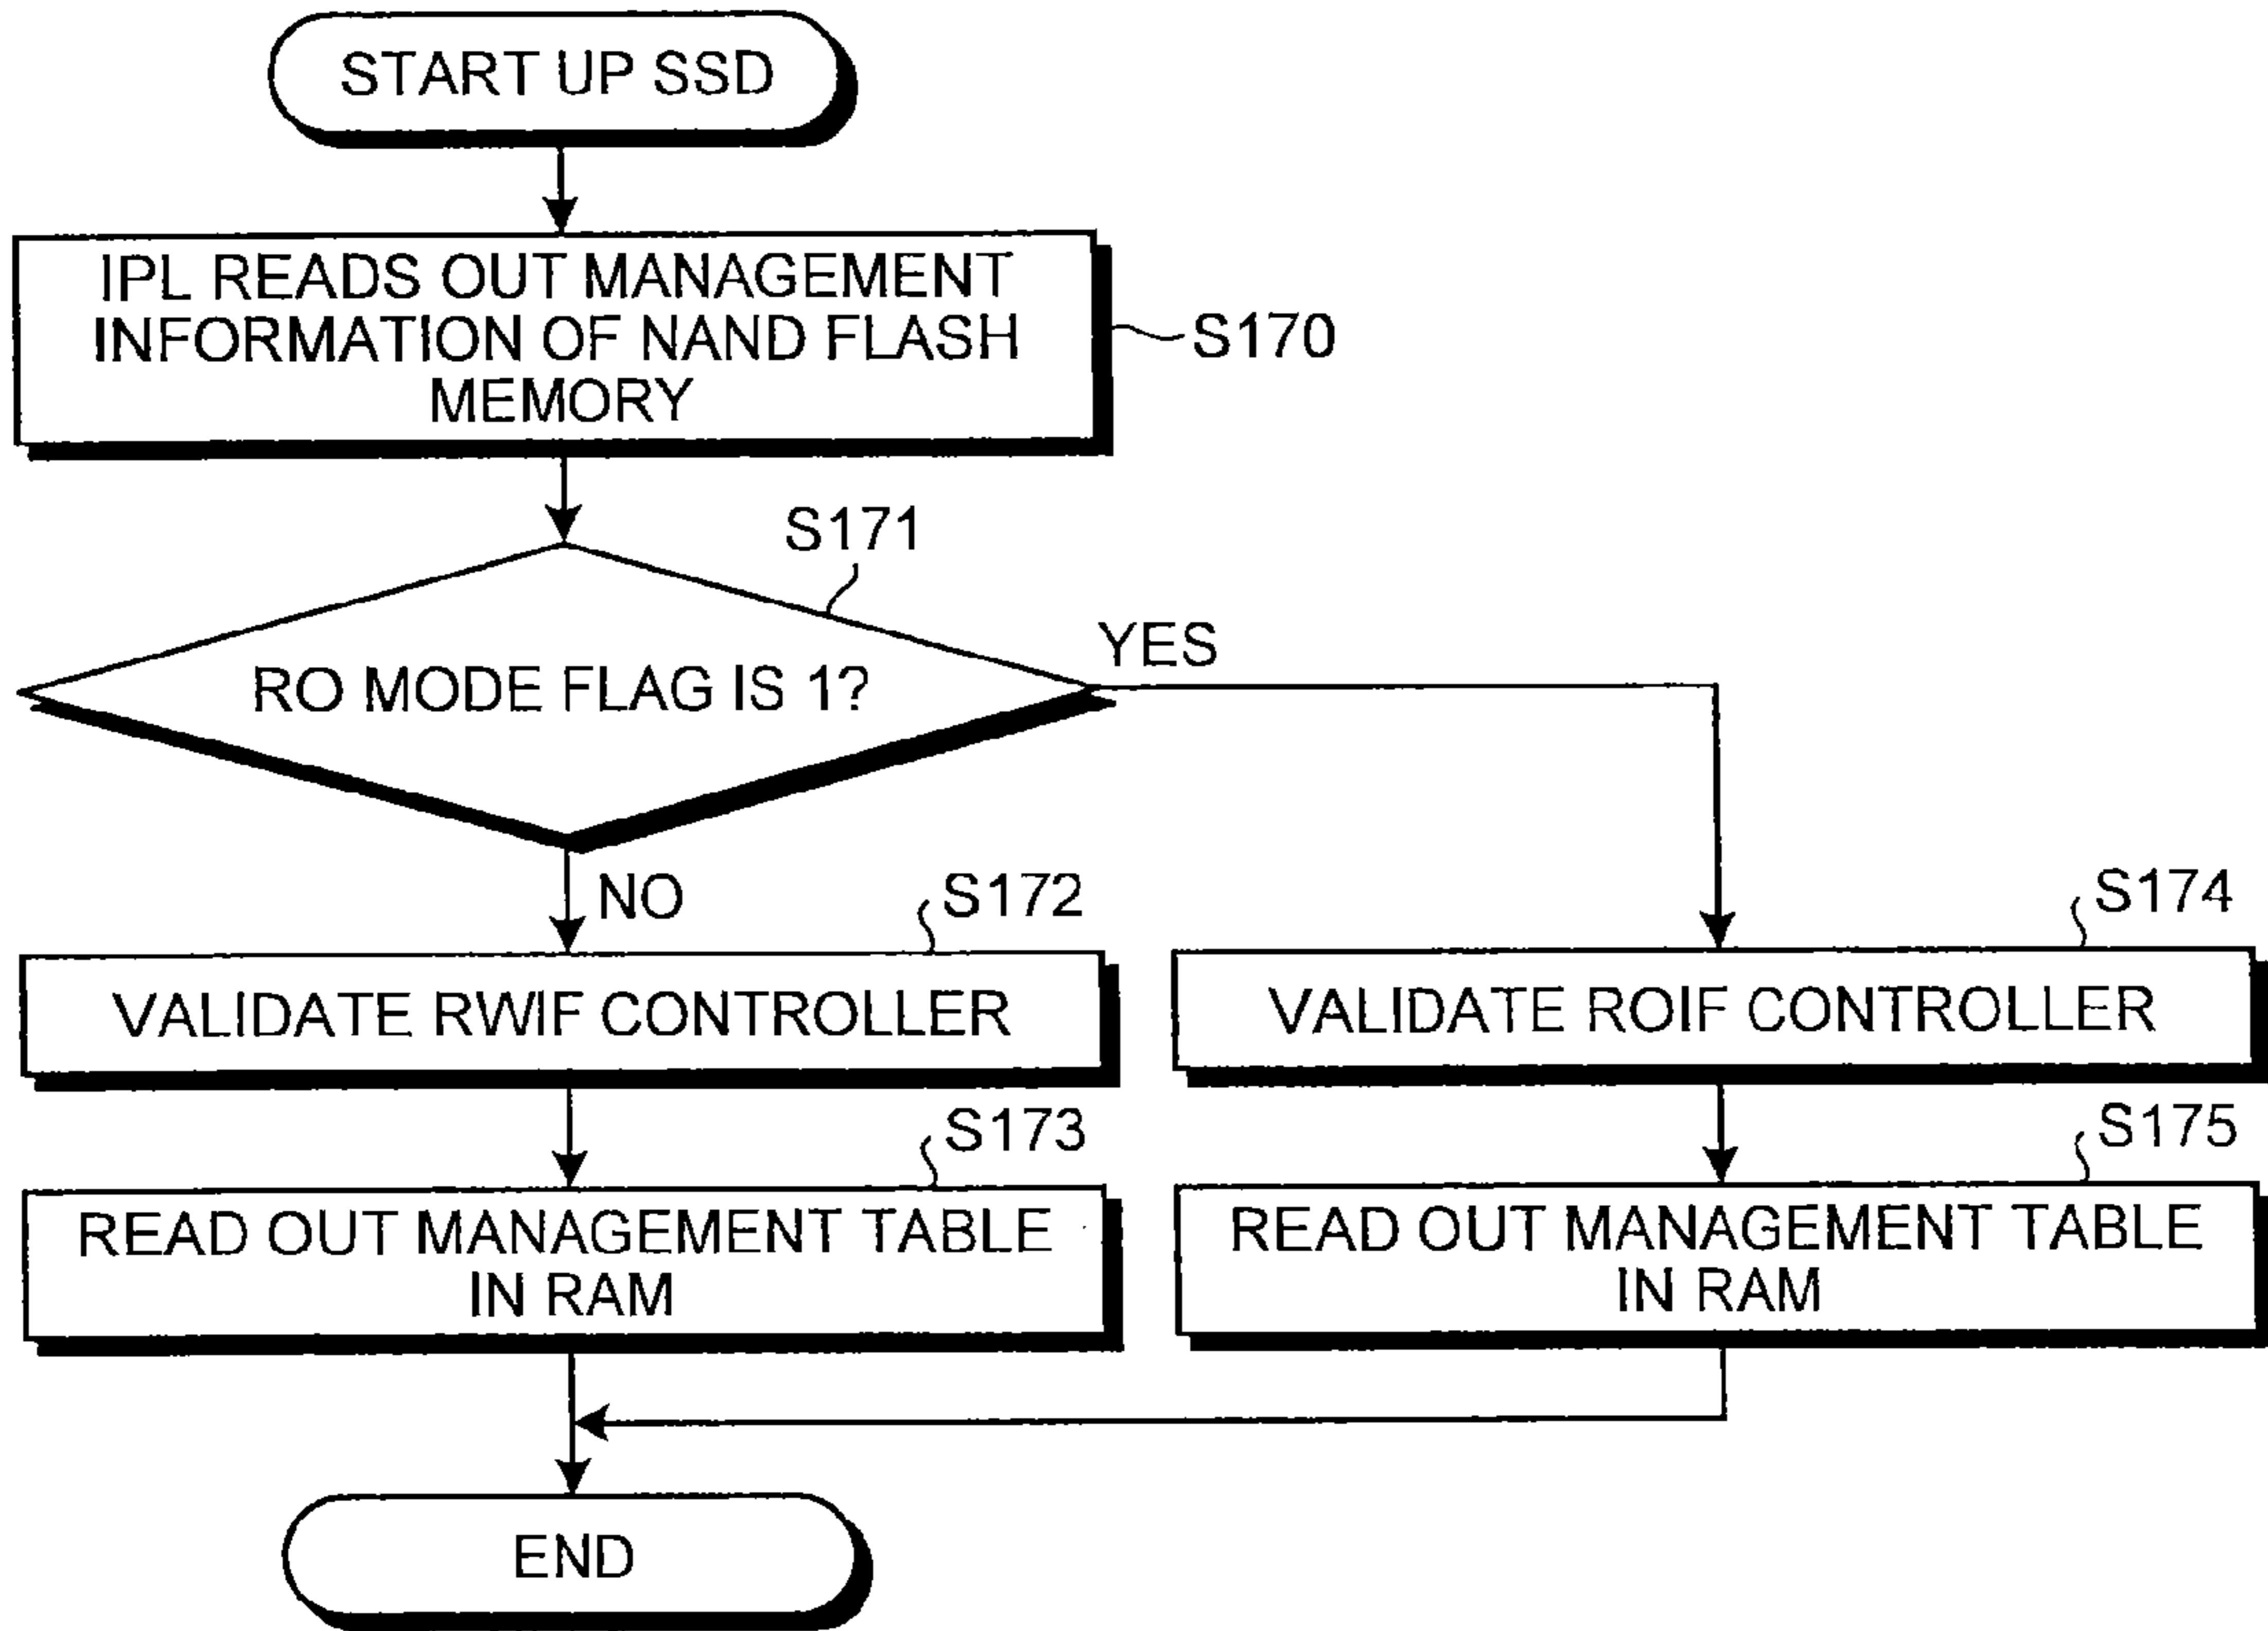 START UP SSD
IPL READS OUT MANAGEMENT
INFORMATION OF NAND FLASH
MEMORY
S170
S171
RO MODE FLAG IS 1?
YES
NO
S172
VALIDATE RWIF CONTROLLER
S174
VALIDATE ROIF CONTROLLER
S173
READ OUT MANAGEMENT TABLE
IN RAM
S175
READ OUT MANAGEMENT TABLE
IN RAM
END